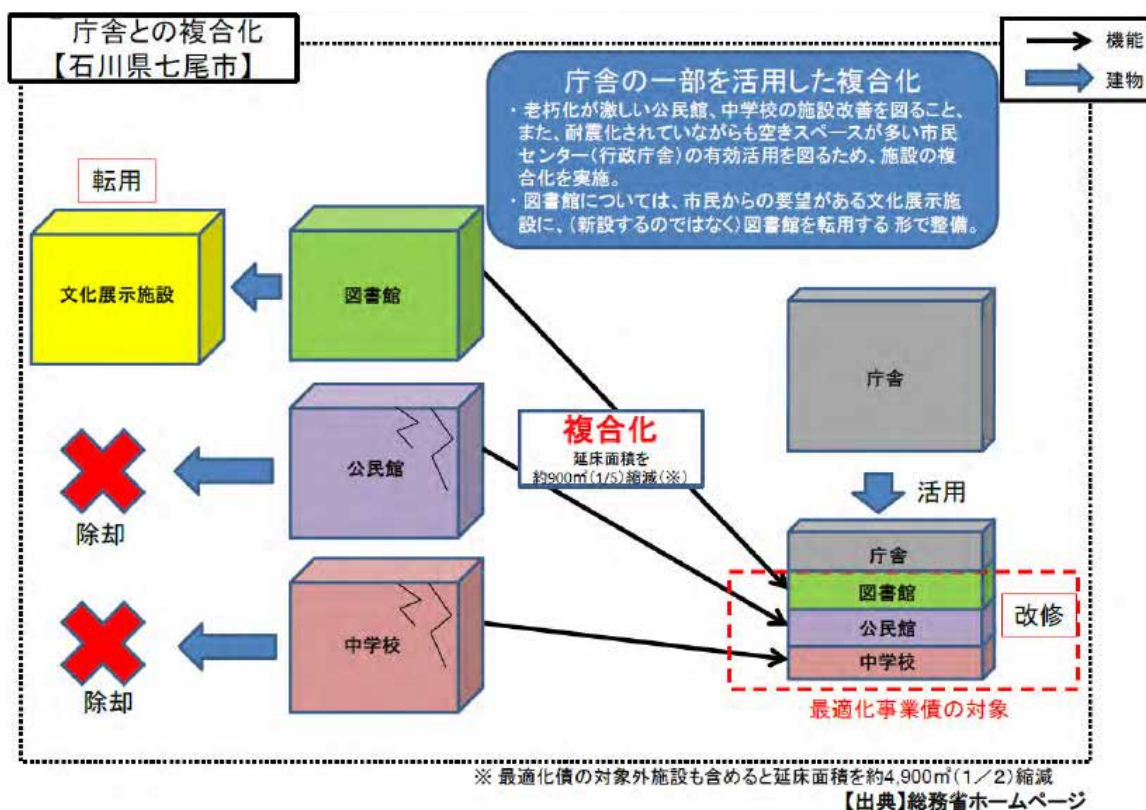 庁舎との複合化
【石川県七尾市】
機能
建物
庁舎の一部を活用した複合化
・老朽化が激しい公民館、中学校の施設改善を図ること、
また、耐震化されていながらも空きスペースが多い市民
センター(行政庁舎)の有効活用を図るため、施設の複
合化を実施。
・図書館については、市民からの要望がある文化展示施
設に、(新設するのではなく)図書館を転用する 形で整備。
転用
文化展示施設
図書館
庁舎
公民館
複合化
延床面積を
約900㎡(1/5)縮減(※)
除却
活用
庁舎
図書館
公民館
中学校
改修
中学校
除却
最適化事業債の対象
※ 最適化債の対象外施設も含めると延床面積を約4,900㎡(1/2)縮減
【出典】総務省ホームページ